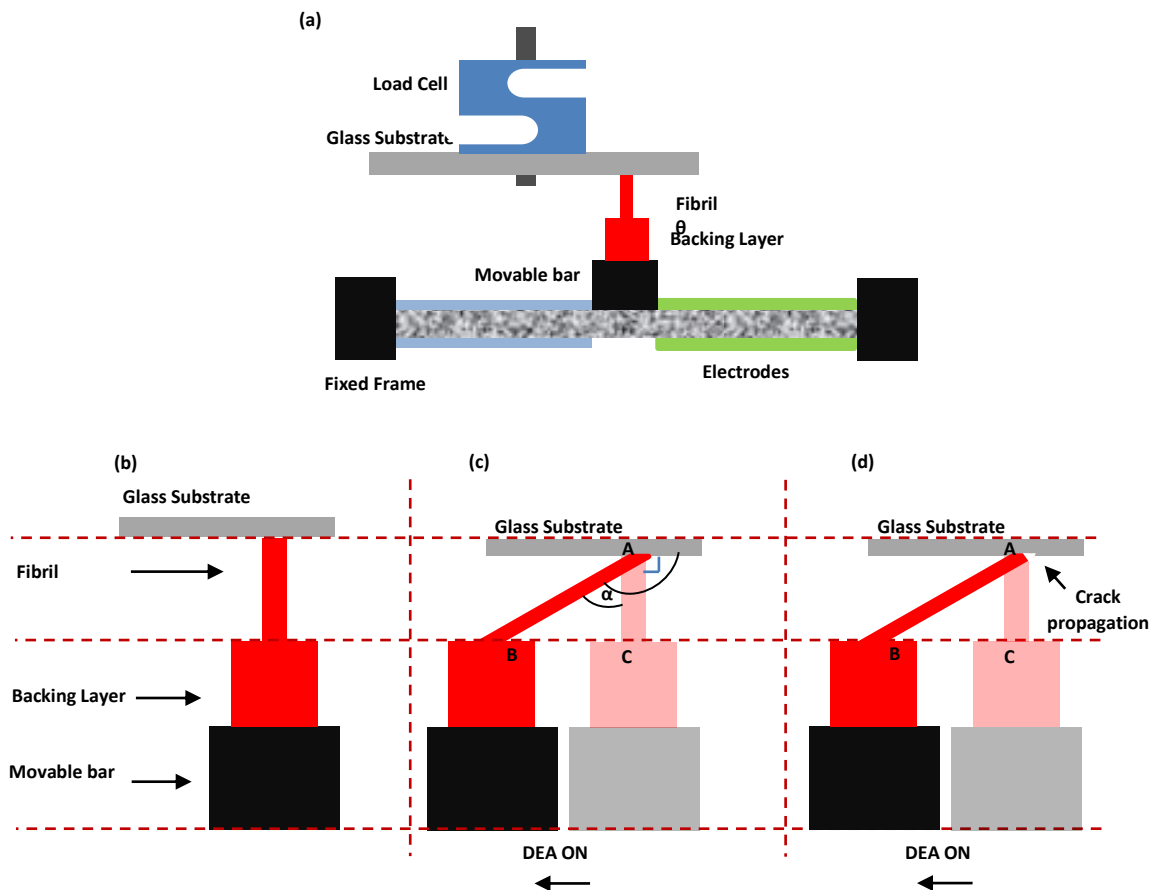 (a)
Load Cell
Glass Substrate
Fibril
θ
Backing Layer
Movable bar
Fixed Frame
Electrodes
(b)
(c)
(d)
Glass Substrate
Glass Substrate
Glass Substrate
A
A
Fibril
α
Crack
propagation
B
C
B
C
Backing Layer
Movable bar
DEA ON
DEA ON